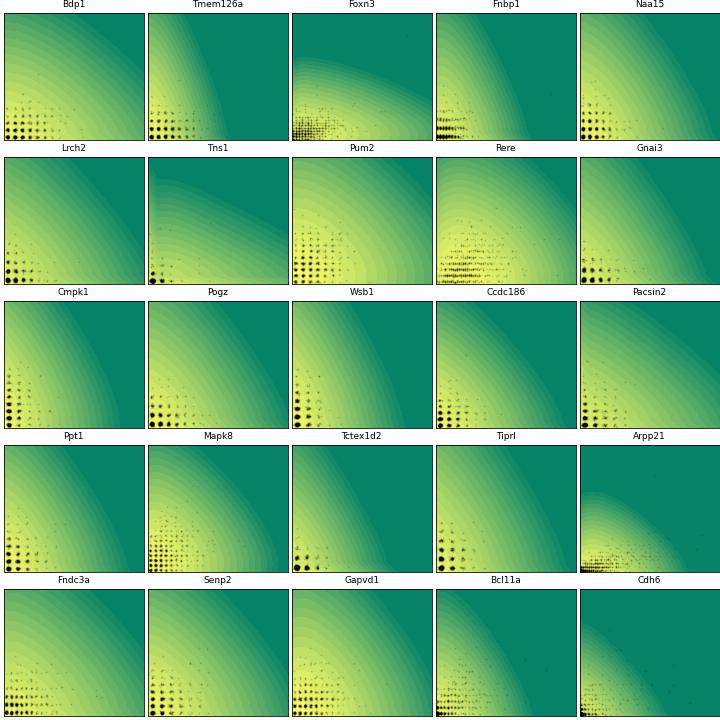 Bdp1 Tmem126a Foxn3 Fnbp1 Naa15
Lrch2 Tns1 Pum2 Rere Gnai3
Cmpk1 Pogz Wsb1 Ccdc186 Pacsin2
Ppt1 Mapk8 Tctex1d2 Tiprl Arpp21
Fndc3a Senp2 Gapvd1 Bcl11a Cdh6